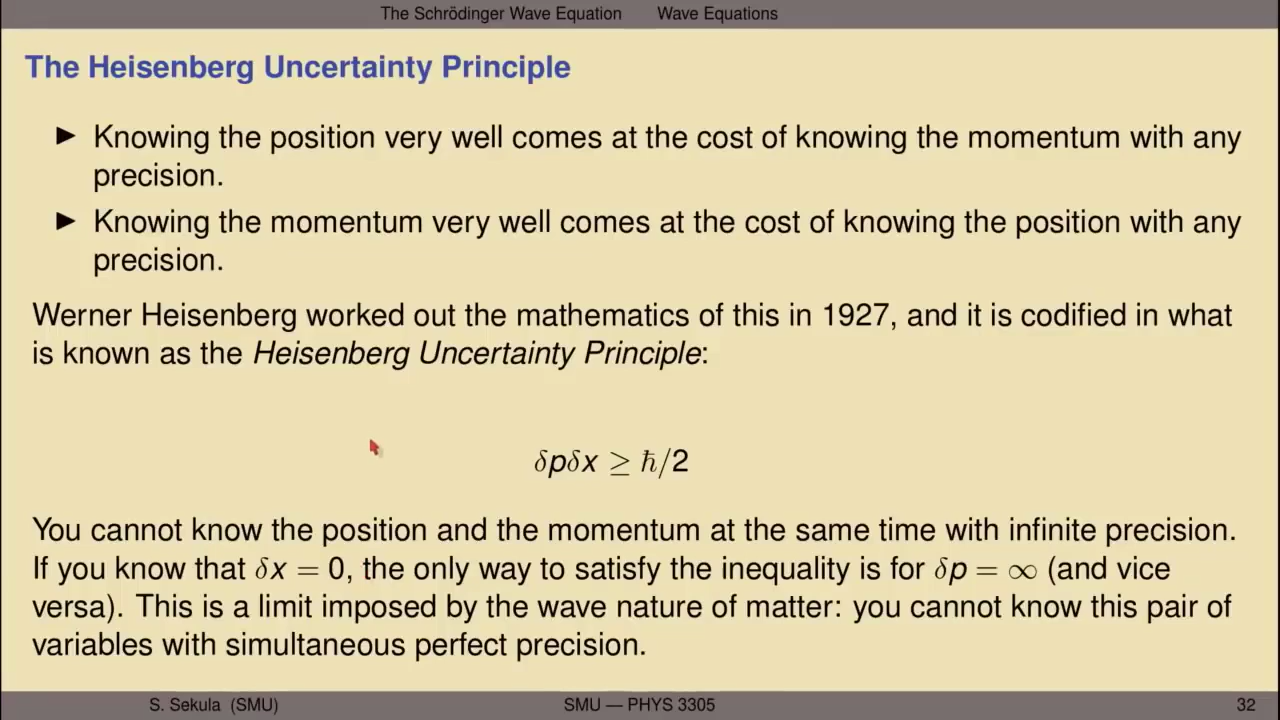 The Schrödinger Wave Equation Wave Equations
The Heisenberg Uncertainty Principle
▶ Knowing the position very well comes at the cost of knowing the momentum with any
precision.
▶ Knowing the momentum very well comes at the cost of knowing the position with any
precision.
Werner Heisenberg worked out the mathematics of this in 1927, and it is codified in what
is known as the Heisenberg Uncertainty Principle:
δpδx ≥ ℏ/2
You cannot know the position and the momentum at the same time with infinite precision.
If you know that δx = 0, the only way to satisfy the inequality is for δp = ∞ (and vice
versa). This is a limit imposed by the wave nature of matter: you cannot know this pair of
variables with simultaneous perfect precision.
S. Sekula (SMU) SMU — PHYS 3305 32